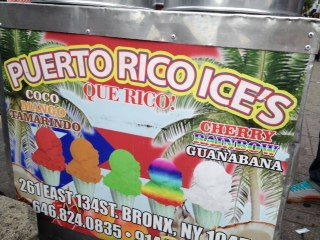 PUERTO RICO ICE'S
QUE RICO!
COCO
MANGO
TAMARINDO
CHERRY
RAINBOW
GUANABANA
261 EAST 134ST. BRONX, NY
646.824.0835